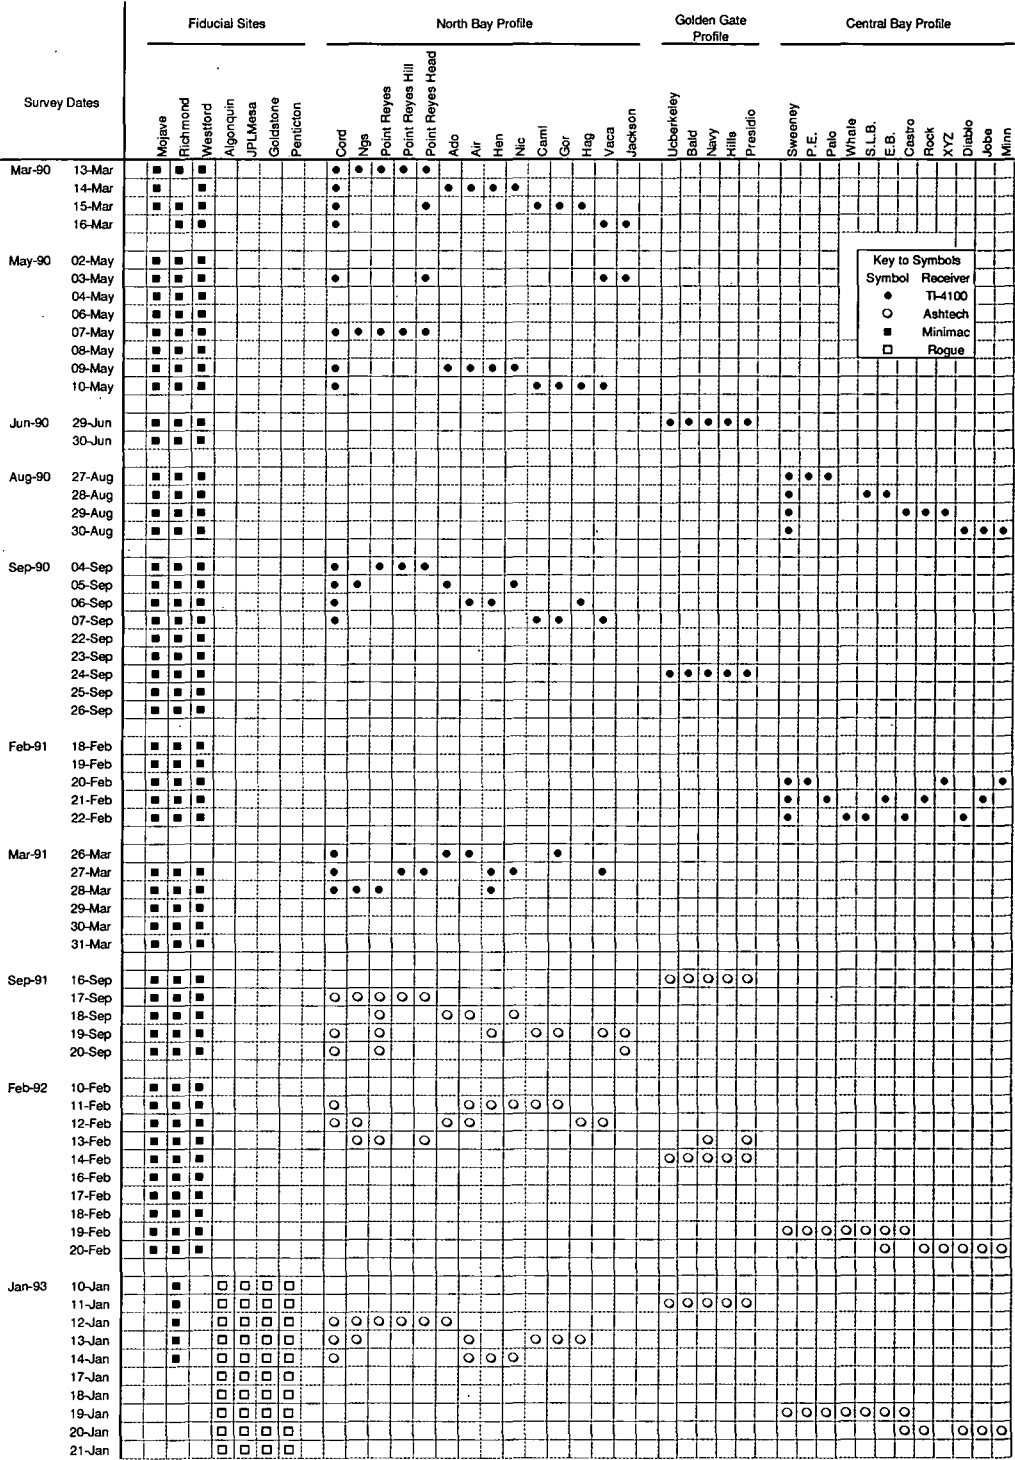 Fiducial Sites
North Bay Profile
Golden Gate
Profile
Central Bay Profile
Survey Dates
Mojave
Richmond
Westford
Algonquin
JPLMesa
Goldstone
Penticton
Cord
Ngs
Point Reyes
Point Reyes Hill
Point Reyes Head
Ado
Air
Hen
Nic
Caml
Gor
Hag
Vaca
Jackson
Ucberkeley
Bald
Navy
Hills
Presidio
Sweeney
P.E.
Palo
Whale
S.L.B.
E.B.
Castro
Rock
XYZ
Diablo
Jobe
Minn
Mar-90 13-Mar
14-Mar
15-Mar
16-Mar
May-90 02-May
03-May
04-May
06-May
07-May
08-May
09-May
10-May
Key to Symbols
Symbol Receiver
TI-4100
Ashtech
Minimac
Rogue
Jun-90 29-Jun
30-Jun
Aug-90 27-Aug
28-Aug
29-Aug
30-Aug
Sep-90 04-Sep
05-Sep
06-Sep
07-Sep
22-Sep
23-Sep
24-Sep
25-Sep
26-Sep
Feb-91 18-Feb
19-Feb
20-Feb
21-Feb
22-Feb
Mar-91 26-Mar
27-Mar
28-Mar
29-Mar
30-Mar
31-Mar
Sep-91 16-Sep
17-Sep
18-Sep
19-Sep
20-Sep
Feb-92 10-Feb
11-Feb
12-Feb
13-Feb
14-Feb
16-Feb
17-Feb
18-Feb
19-Feb
20-Feb
Jan-93 10-Jan
11-Jan
12-Jan
13-Jan
14-Jan
17-Jan
18-Jan
19-Jan
20-Jan
21-Jan